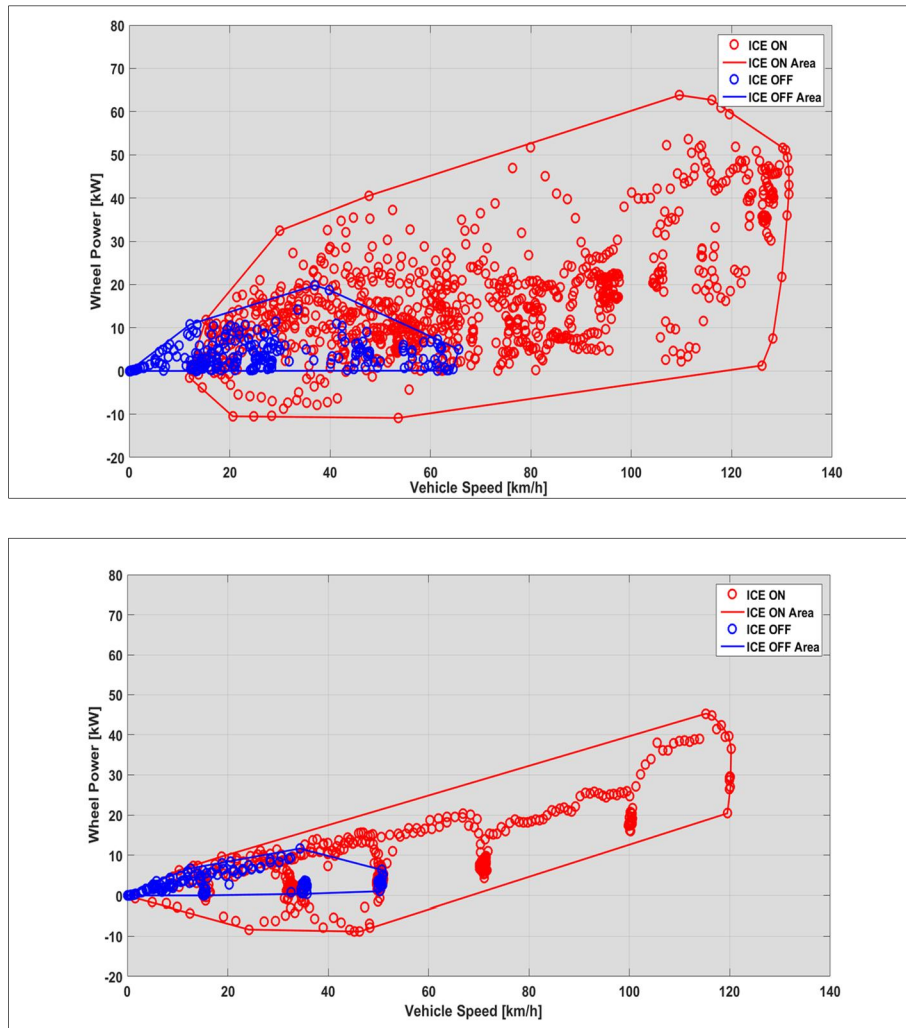 80
70
60
50
40
30
20
10
0
-10
-20
Wheel Power [kW]
ICE ON
ICE ON Area
ICE OFF
ICE OFF Area
0 20 40 60 80 100 120 140
Vehicle Speed [km/h]
80
70
60
50
40
30
20
10
0
-10
-20
Wheel Power [kW]
ICE ON
ICE ON Area
ICE OFF
ICE OFF Area
0 20 40 60 80 100 120 140
Vehicle Speed [km/h]